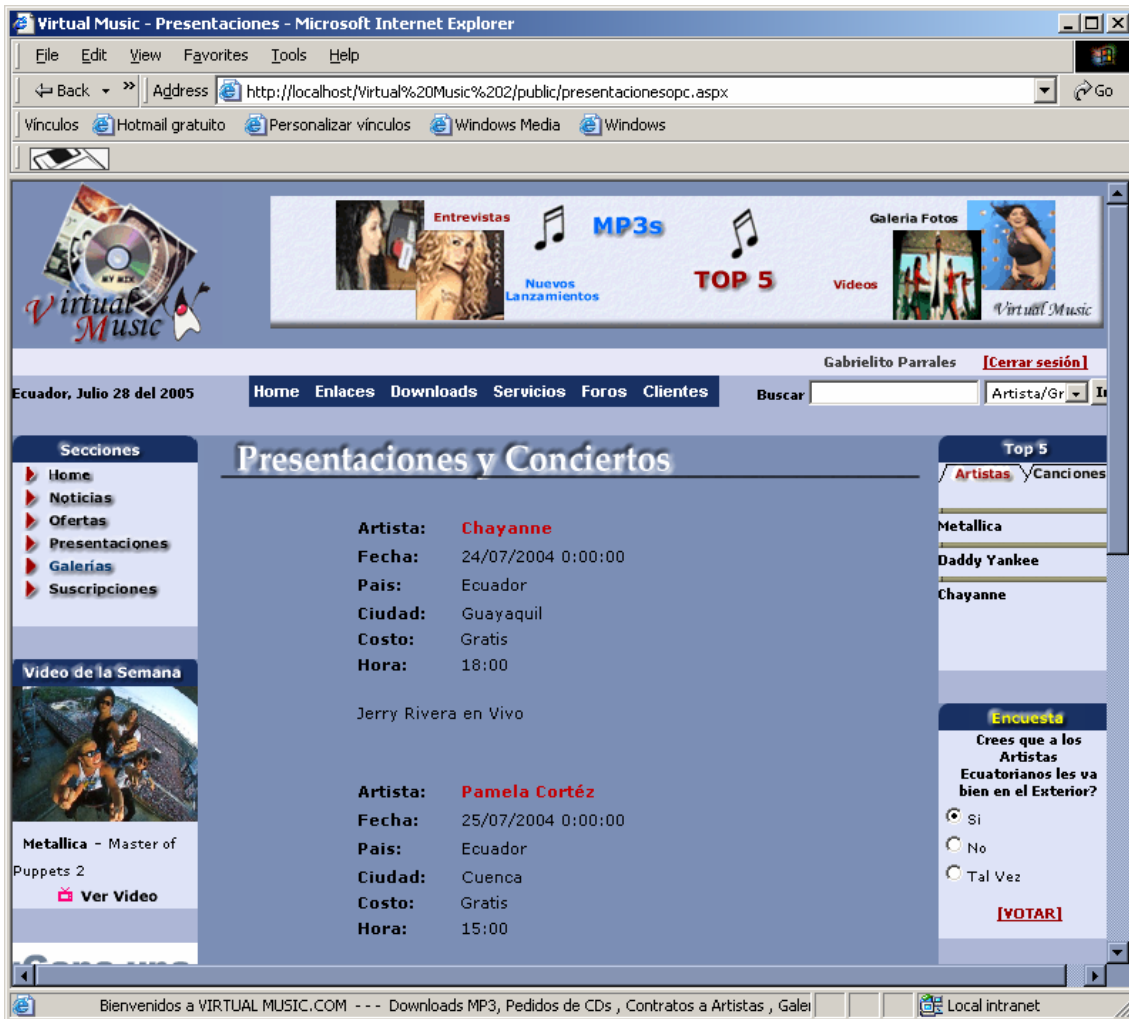 Virtual Music - Presentaciones - Microsoft Internet Explorer
File Edit View Favorites Tools Help
Back Address http://localhost/Virtual%20Music%202/public/presentacionesopc.aspx Go
Vínculos Hotmail gratuito Personalizar vínculos Windows Media Windows
MY MIX
Virtual Music
Entrevistas
MP3s
Galeria Fotos
Nuevos Lanzamientos
TOP 5
Videos
Virtual Music
Gabrielito Parrales [Cerrar sesión]
Ecuador, Julio 28 del 2005 Home Enlaces Downloads Servicios Foros Clientes Buscar Artista/Gr
Secciones
Home
Noticias
Ofertas
Presentaciones
Galerías
Suscripciones
Video de la Semana
Metallica - Master of
Puppets 2
Ver Video
Presentaciones y Conciertos
Artista: Chayanne
Fecha: 24/07/2004 0:00:00
Pais: Ecuador
Ciudad: Guayaquil
Costo: Gratis
Hora: 18:00
Jerry Rivera en Vivo
Artista: Pamela Cortéz
Fecha: 25/07/2004 0:00:00
Pais: Ecuador
Ciudad: Cuenca
Costo: Gratis
Hora: 15:00
Top 5
Artistas Canciones
Metallica
Daddy Yankee
Chayanne
Encuesta
Crees que a los
Artistas
Ecuatorianos les va
bien en el Exterior?
Si
No
Tal Vez
[VOTAR]
Bienvenidos a VIRTUAL MUSIC.COM --- Downloads MP3, Pedidos de CDs , Contratos a Artistas , Galer Local intranet